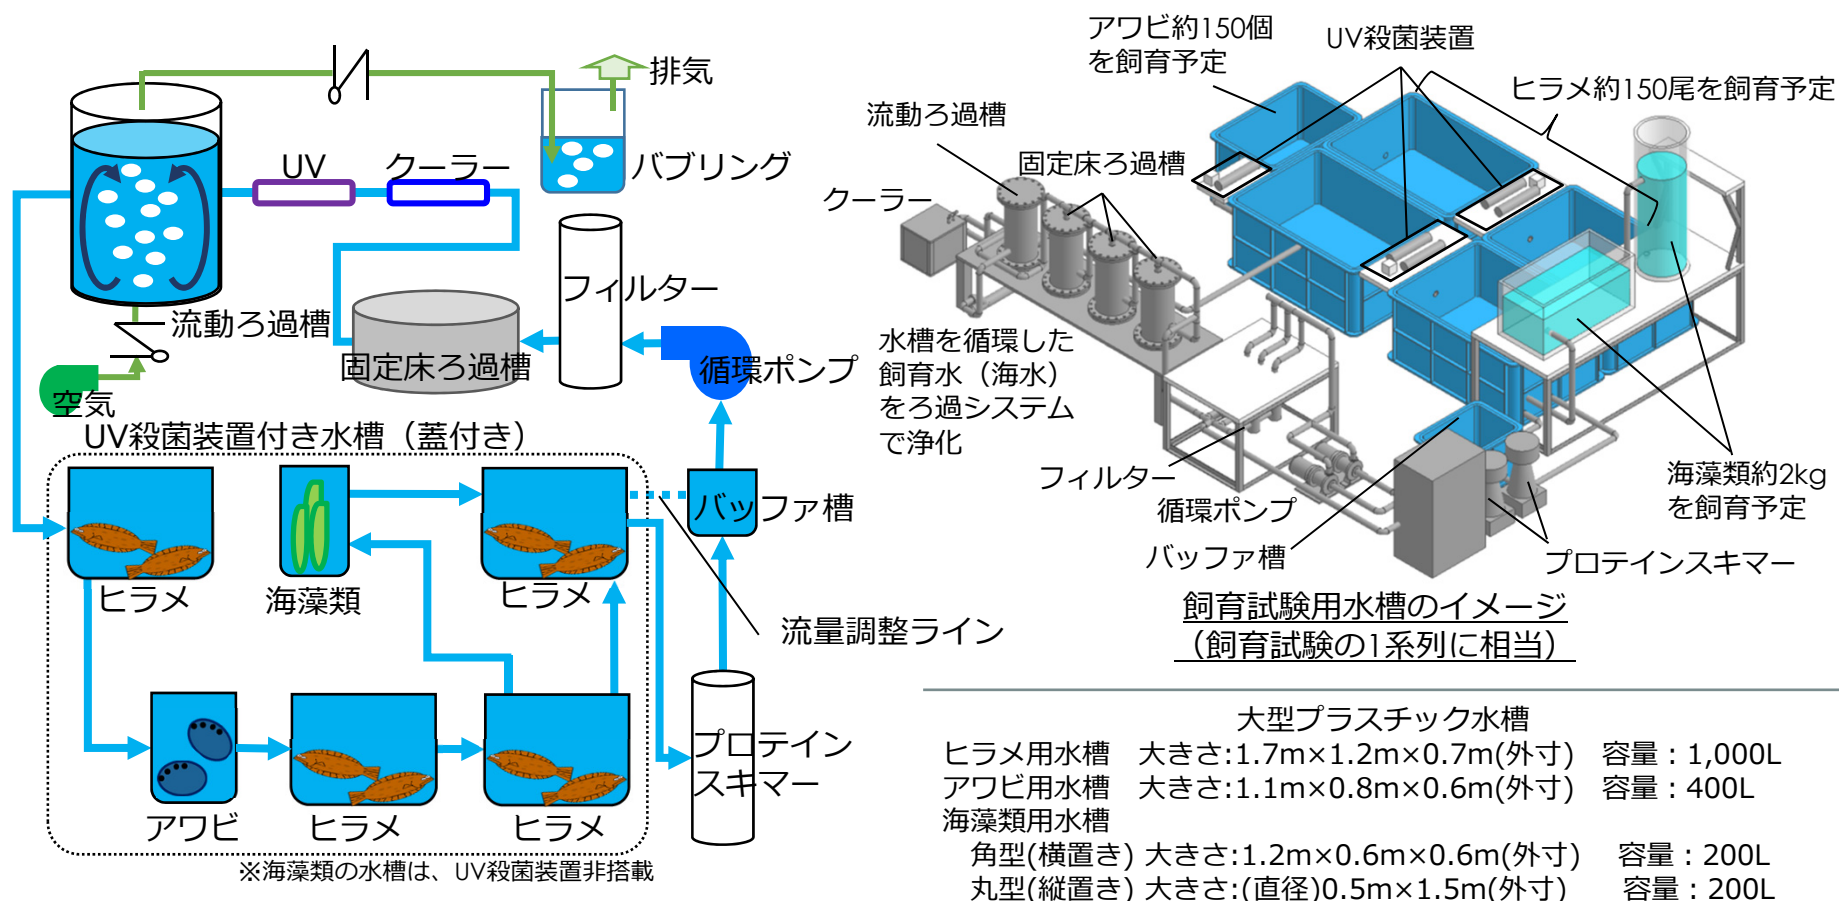 排気
バブリング
UV
クーラー
流動ろ過槽
空気
固定床ろ過槽
フィルター
循環ポンプ
UV殺菌装置付き水槽（蓋付き）
バッファ槽
ヒラメ
海藻類
ヒラメ
流量調整ライン
アワビ
ヒラメ
ヒラメ
プロテイン
スキマー
※海藻類の水槽は、UV殺菌装置非搭載
アワビ約150個
を飼育予定
UV殺菌装置
ヒラメ約150尾を飼育予定
流動ろ過槽
固定床ろ過槽
クーラー
水槽を循環した
飼育水（海水）
をろ過システム
で浄化
フィルター
循環ポンプ
バッファ槽
プロテインスキマー
海藻類約2kg
を飼育予定
飼育試験用水槽のイメージ
（飼育試験の1系列に相当）
大型プラスチック水槽
ヒラメ用水槽 大きさ:1.7m×1.2m×0.7m(外寸) 容量：1,000L
アワビ用水槽 大きさ:1.1m×0.8m×0.6m(外寸) 容量：400L
海藻類用水槽
角型(横置き) 大きさ:1.2m×0.6m×0.6m(外寸) 容量：200L
丸型(縦置き) 大きさ:(直径)0.5m×1.5m(外寸) 容量：200L